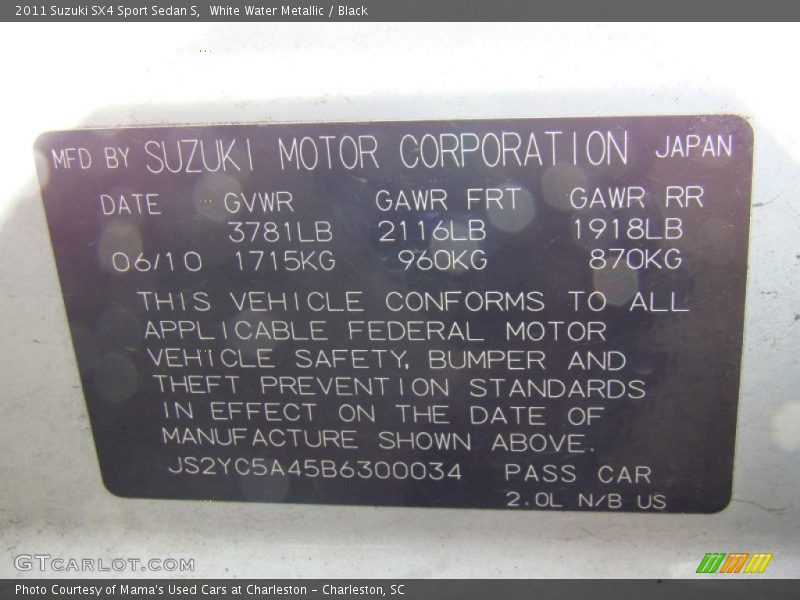 2011 Suzuki SX4 Sport Sedan S, White Water Metallic / Black
MFD BY SUZUKI MOTOR CORPORATION JAPAN
DATE GVWR GAWR FRT GAWR RR
3781LB 2116LB 1918LB
06/10 1715KG 960KG 870KG
THIS VEHICLE CONFORMS TO ALL
APPLICABLE FEDERAL MOTOR
VEHICLE SAFETY, BUMPER AND
THEFT PREVENTION STANDARDS
IN EFFECT ON THE DATE OF
MANUFACTURE SHOWN ABOVE.
JS2YC5A45B6300034 PASS CAR
2.0L N/B US
GTCARLOT.COM
Photo Courtesy of Mama's Used Cars at Charleston - Charleston, SC